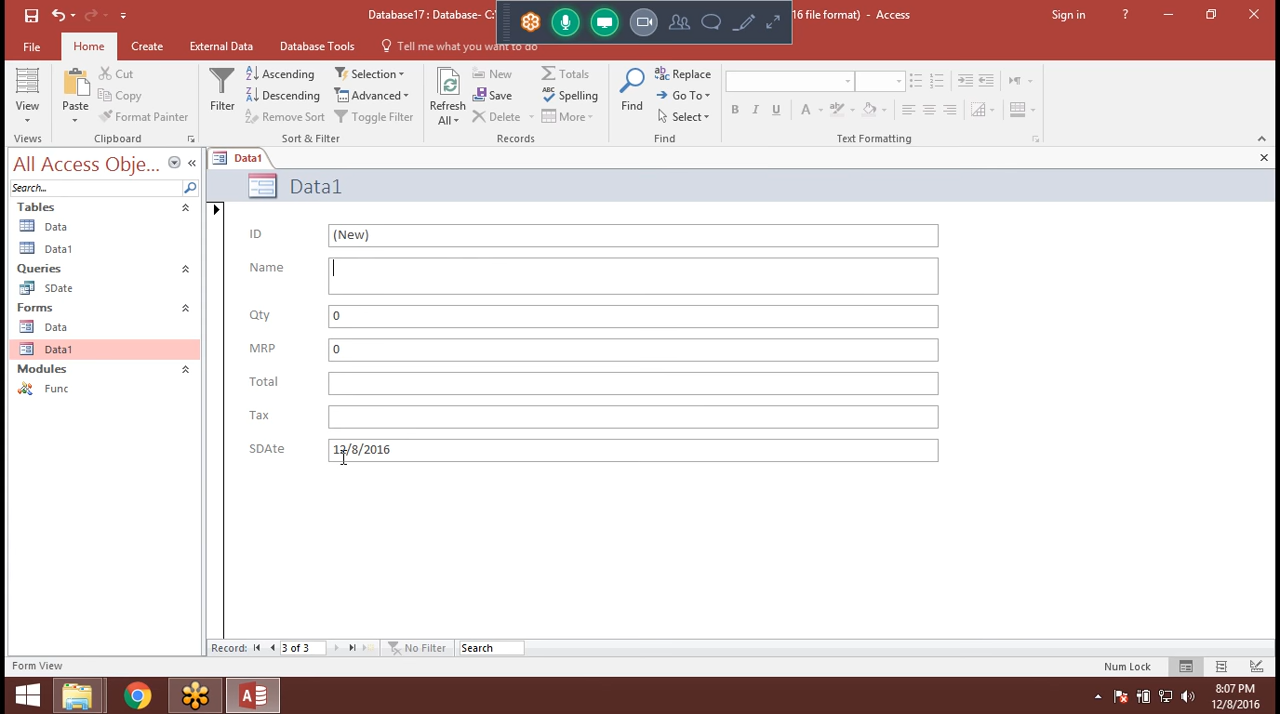 Database17 : Database- C:\
16 file format) - Access
Sign in
?
File
Home
Create
External Data
Database Tools
Tell me what you want to do
View
Views
Paste
Cut
Copy
Format Painter
Clipboard
Filter
Ascending
Descending
Remove Sort
Selection
Advanced
Toggle Filter
Sort & Filter
Refresh
All
New
Save
Delete
Totals
Spelling
More
Records
Find
Replace
Go To
Select
Find
B I U
A
Text Formatting
All Access Obje...
Search...
Tables
Data
Data1
Queries
SDate
Forms
Data
Data1
Modules
Func
Data1
Data1
ID
(New)
Name
Qty
0
MRP
0
Total
Tax
SDAte
12/8/2016
Record:
3 of 3
No Filter
Search
Form View
Num Lock
8:07 PM
12/8/2016